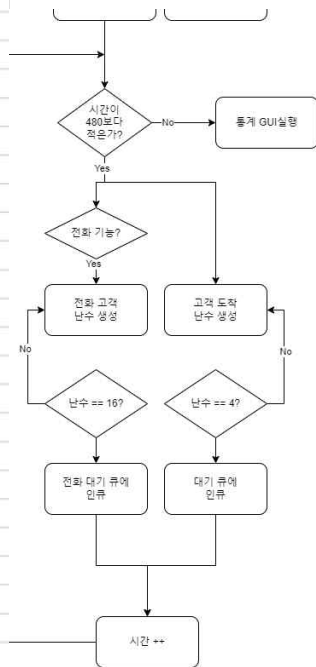 시간이
480보다
적은가?
No
통계 GUI실행
Yes
전화 기능?
Yes
전화 고객
난수 생성
고객 도착
난수 생성
No
No
난수 == 16?
난수 == 4?
전화 대기 큐에
인큐
대기 큐에
인큐
시간 ++